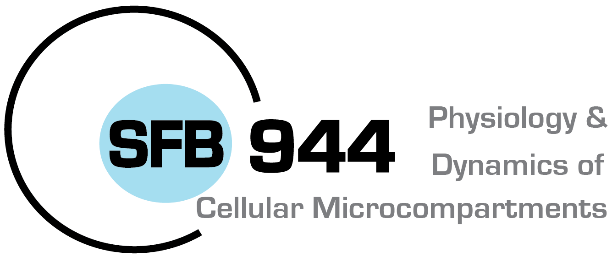 SFB 944
Physiology &
Dynamics of
Cellular Microcompartments